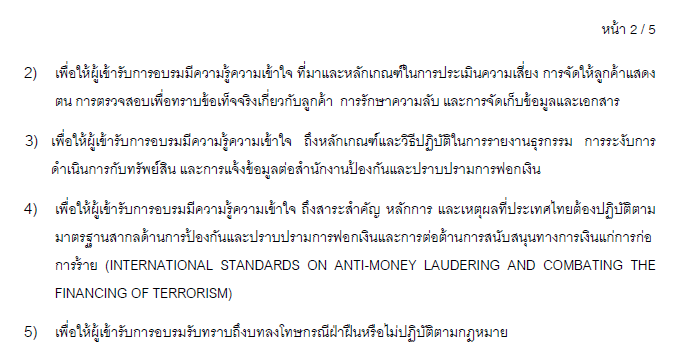 หน้า 2 / 5
2) เพื่อให้ผู้เข้ารับการอบรมมีความรู้ความเข้าใจ ที่มาและหลักเกณฑ์ในการประเมินความเสี่ยง การจัดให้ลูกค้าแสดง
ตน การตรวจสอบเพื่อทราบข้อเท็จจริงเกี่ยวกับลูกค้า การรักษาความลับ และการจัดเก็บข้อมูลและเอกสาร
3) เพื่อให้ผู้เข้ารับการอบรมมีความรู้ความเข้าใจ ถึงหลักเกณฑ์และวิธีปฏิบัติในการรายงานธุรกรรม การระงับการ
ดำเนินการกับทรัพย์สิน และการแจ้งข้อมูลต่อสำนักงานป้องกันและปราบปรามการฟอกเงิน
4) เพื่อให้ผู้เข้ารับการอบรมมีความรู้ความเข้าใจ ถึงสาระสำคัญ หลักการ และเหตุผลที่ประเทศไทยต้องปฏิบัติตาม
มาตรฐานสากลด้านการป้องกันและปราบปรามการฟอกเงินและการต่อต้านการสนับสนุนทางการเงินแก่การก่อ
การร้าย (INTERNATIONAL STANDARDS ON ANTI-MONEY LAUDERING AND COMBATING THE
FINANCING OF TERRORISM)
5) เพื่อให้ผู้เข้ารับการอบรมรับทราบถึงบทลงโทษกรณีฝ่าฝืนหรือไม่ปฏิบัติตามกฎหมาย